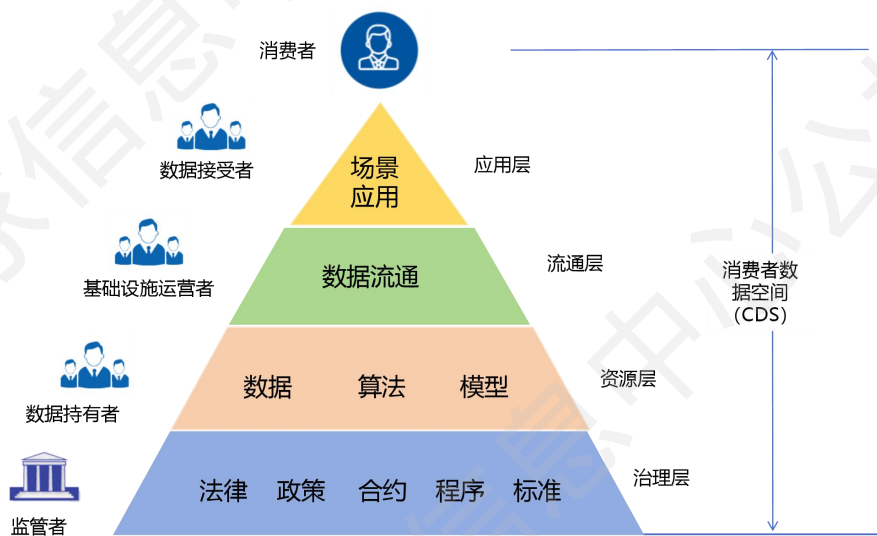 消费者
数据接受者
场景
应用
应用层
基础设施运营者
数据流通
流通层
消费者数
据空间
（CDS）
数据持有者
数据 算法 模型
资源层
监管者
法律 政策 合约 程序 标准
治理层